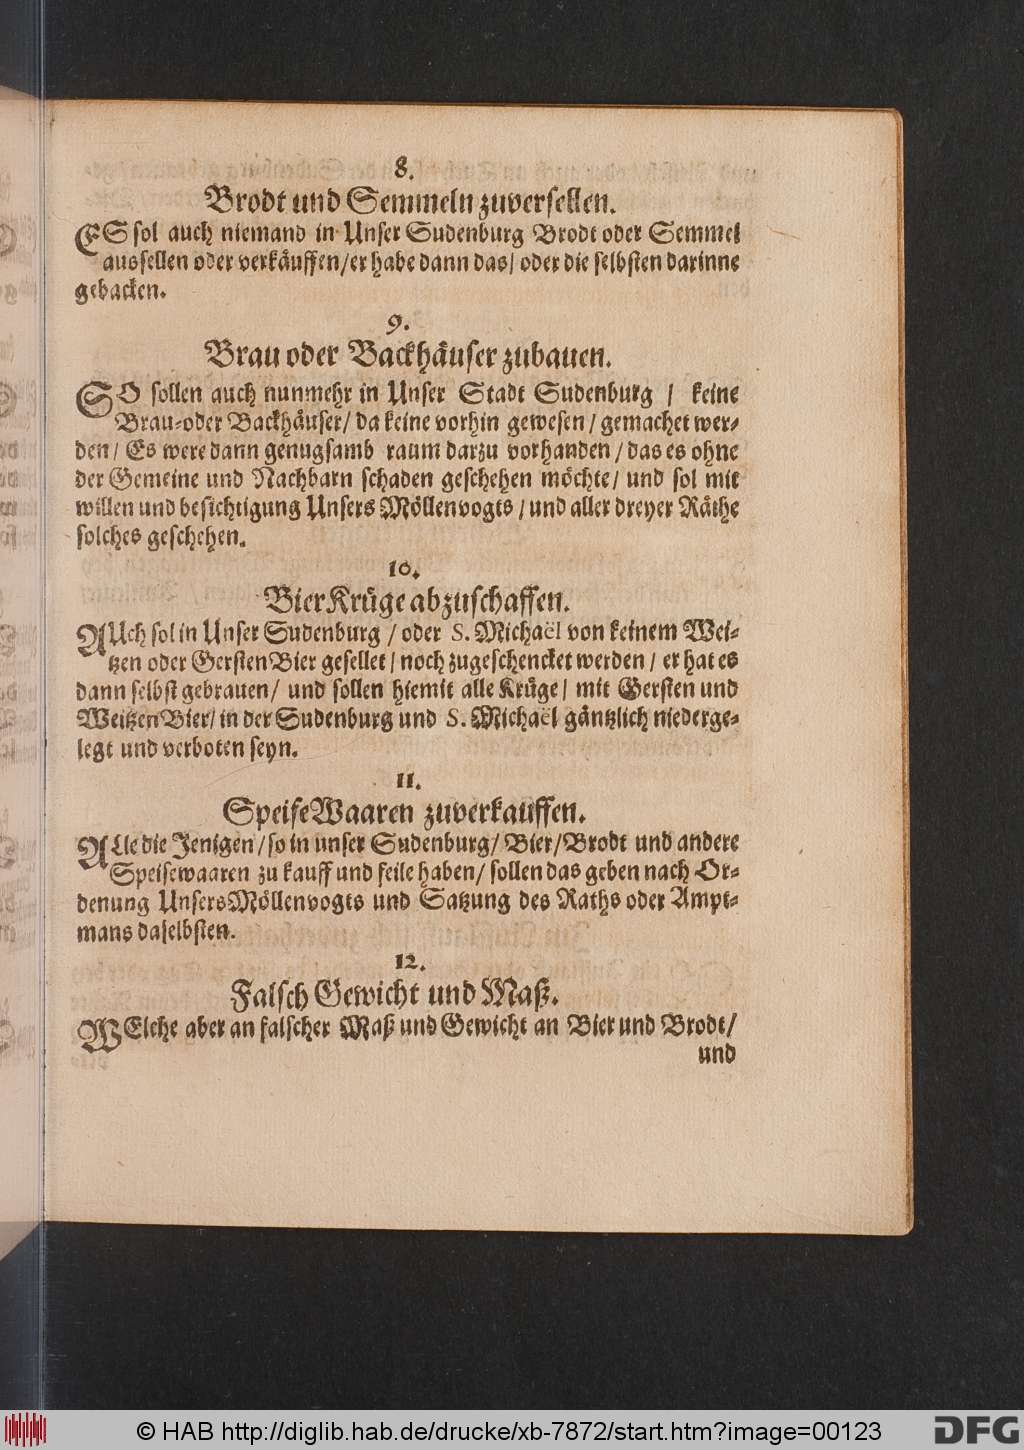 8.
Brodt und Semmeln zuversellen.
ES sol auch niemand in Unser Sudenburg Brodt oder Semmel
aussellen oder verkäuffen/ er habe dann das/ oder die selbsten darinne
gebacken.
9.
Brau oder Backhäuser zubauen.
SO sollen auch nunmehr in Unser Stadt Sudenburg / keine
Brau-oder Backhäuser/ da keine vorhin gewesen / gemachet wer-
den / Es were dann genugsamb raum darzu vorhanden / das es ohne
der Gemeine und Nachbarn schaden geschehen möchte/ und sol mit
willen und besichtigung Unsers Möllenvogts / und aller dreyer Räthe
solches geschehen.
10.
Bier Krüge abzuschaffen.
AUch sol in Unser Sudenburg / oder S. Michaël von keinem Wei-
tzen oder Gersten Bier gesellet / noch zugeschencket werden / er hat es
dann selbst gebrauen/ und sollen hiemit alle Krüge / mit Gersten und
Weitzen Bier/ in der Sudenburg und S. Michaël gäntzlich niederge-
legt und verboten seyn.
11.
Speise Waaren zuverkauffen.
ALle die Jenigen / so in unser Sudenburg/ Bier/ Brodt und andere
Speisewaaren zu kauff und feile haben/ sollen das geben nach Or-
denung Unsers Möllenvogts und Satzung des Raths oder Ampt-
mans daselbsten.
12.
Falsch Gewicht und Maß.
WElche aber an falscher Maß und Gewicht an Bier und Brodt/
und
© HAB http://diglib.hab.de/drucke/xb-7872/start.htm?image=00123
DFG